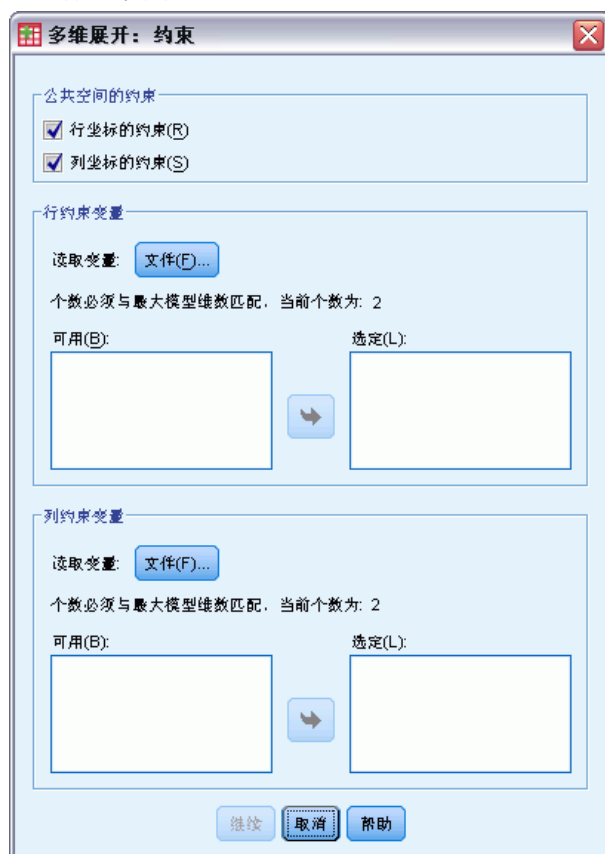 多维展开：约束
公共空间的约束
行坐标的约束(R)
列坐标的约束(S)
行约束变量
读取变量: 文件(F)...
个数必须与最大模型维数匹配，当前个数为: 2
可用(B): 选定(L):
列约束变量
读取变量: 文件(F)...
个数必须与最大模型维数匹配，当前个数为: 2
可用(B): 选定(L):
继续 取消 帮助